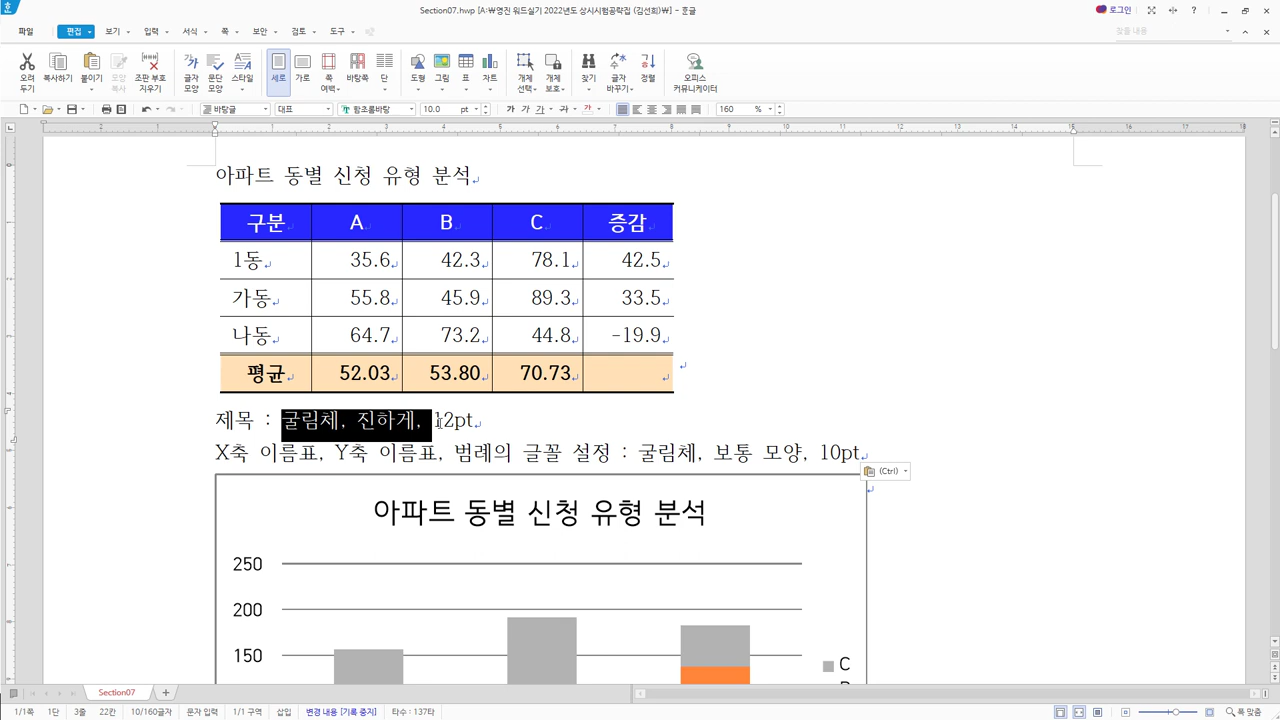 Section07.hwp [A:\영진 워드실기 2022년도 상시시험공략집 (김선희)\] - 훈글
로그인
파일 편집 보기 입력 서식 쪽 보안 검토 도구
찾을 내용
오려 두기
복사하기
붙이기
모양 복사
조판 부호 지우기
글자 모양
문단 모양
스타일
세로
가로
쪽 여백
바탕쪽
단
도형
그림
표
차트
개체 선택
개체 보호
찾기
글자 바꾸기
정렬
오피스 커뮤니케이터
바탕글 대표 함초롬바탕 10.0 pt 가 가 가 가 가 160 %
아파트 동별 신청 유형 분석
구분 A B C 증감
1동 35.6 42.3 78.1 42.5
가동 55.8 45.9 89.3 33.5
나동 64.7 73.2 44.8 -19.9
평균 52.03 53.80 70.73
제목 : 굴림체, 진하게, 12pt
X축 이름표, Y축 이름표, 범례의 글꼴 설정 : 굴림체, 보통 모양, 10pt
(Ctrl)
아파트 동별 신청 유형 분석
250
200
150
C
Section07
1/1쪽 1단 3줄 22칸 10/160글자 문자 입력 1/1 구역 삽입 변경 내용 [기록 중지] 타수 : 137타
쪽 맞춤